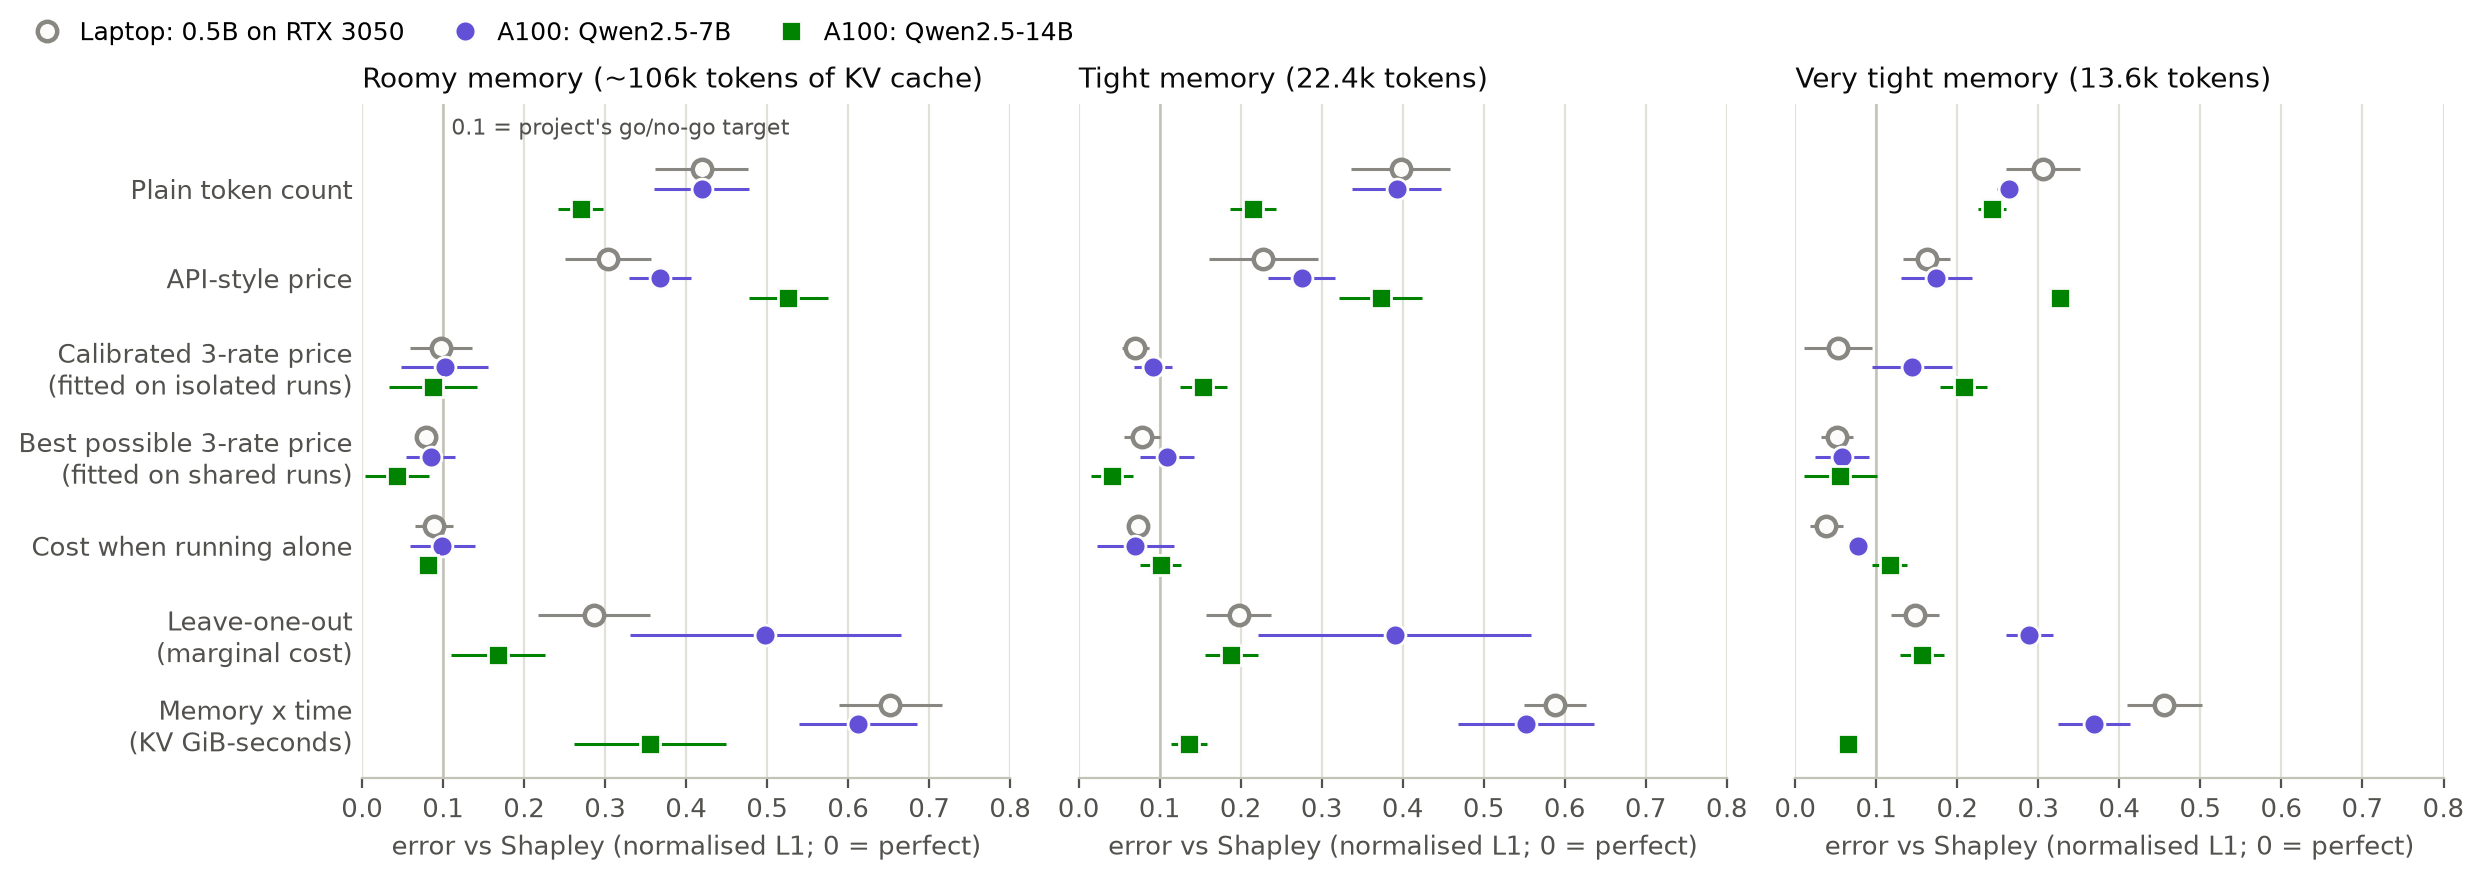 Laptop: 0.5B on RTX 3050
A100: Qwen2.5-7B
A100: Qwen2.5-14B
Roomy memory (~106k tokens of KV cache)
Tight memory (22.4k tokens)
Very tight memory (13.6k tokens)
0.1 = project's go/no-go target
Plain token count
API-style price
Calibrated 3-rate price
(fitted on isolated runs)
Best possible 3-rate price
(fitted on shared runs)
Cost when running alone
Leave-one-out
(marginal cost)
Memory x time
(KV GiB-seconds)
0.0 0.1 0.2 0.3 0.4 0.5 0.6 0.7 0.8
0.0 0.1 0.2 0.3 0.4 0.5 0.6 0.7 0.8
0.0 0.1 0.2 0.3 0.4 0.5 0.6 0.7 0.8
error vs Shapley (normalised L1; 0 = perfect)
error vs Shapley (normalised L1; 0 = perfect)
error vs Shapley (normalised L1; 0 = perfect)